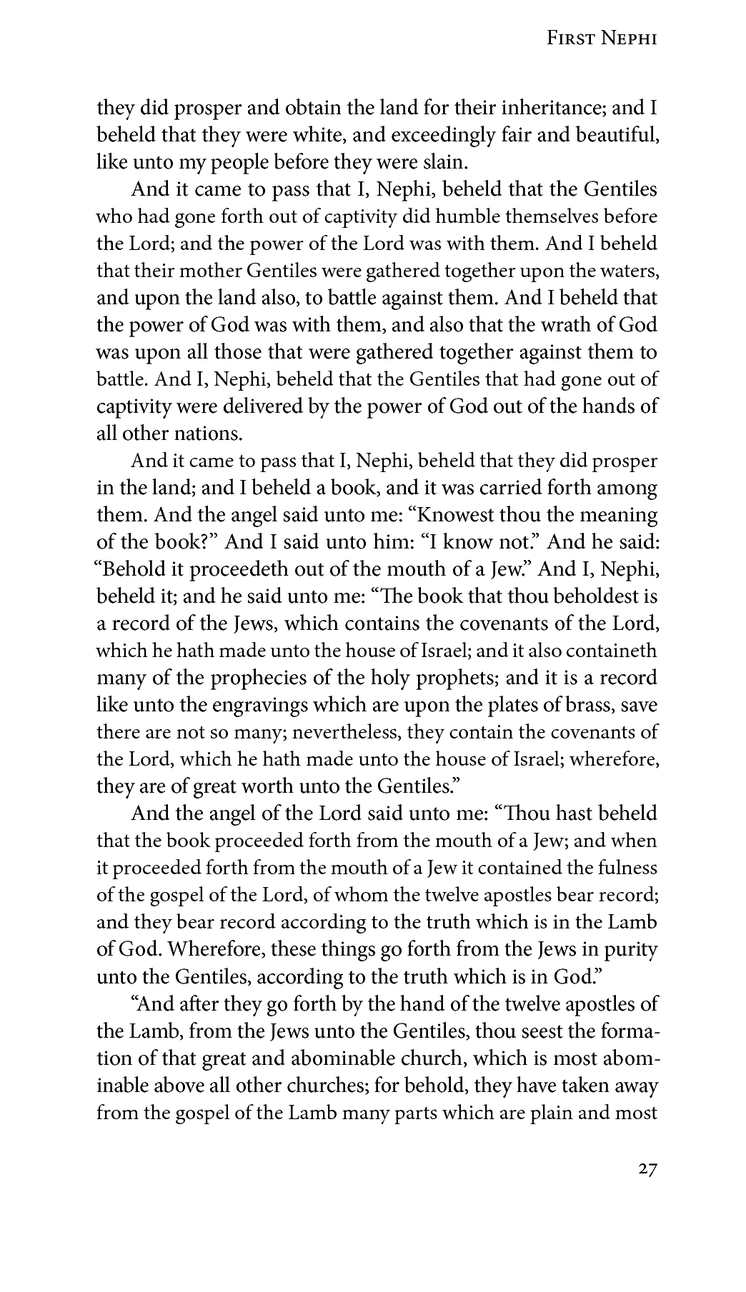 First Nephi
they did prosper and obtain the land for their inheritance; and I
beheld that they were white, and exceedingly fair and beautiful,
like unto my people before they were slain.
And it came to pass that I, Nephi, beheld that the Gentiles
who had gone forth out of captivity did humble themselves before
the Lord; and the power of the Lord was with them. And I beheld
that their mother Gentiles were gathered together upon the waters,
and upon the land also, to battle against them. And I beheld that
the power of God was with them, and also that the wrath of God
was upon all those that were gathered together against them to
battle. And I, Nephi, beheld that the Gentiles that had gone out of
captivity were delivered by the power of God out of the hands of
all other nations.
And it came to pass that I, Nephi, beheld that they did prosper
in the land; and I beheld a book, and it was carried forth among
them. And the angel said unto me: “Knowest thou the meaning
of the book?” And I said unto him: “I know not.” And he said:
“Behold it proceedeth out of the mouth of a Jew.” And I, Nephi,
beheld it; and he said unto me: “The book that thou beholdest is
a record of the Jews, which contains the covenants of the Lord,
which he hath made unto the house of Israel; and it also containeth
many of the prophecies of the holy prophets; and it is a record
like unto the engravings which are upon the plates of brass, save
there are not so many; nevertheless, they contain the covenants of
the Lord, which he hath made unto the house of Israel; wherefore,
they are of great worth unto the Gentiles.”
And the angel of the Lord said unto me: “Thou hast beheld
that the book proceeded forth from the mouth of a Jew; and when
it proceeded forth from the mouth of a Jew it contained the fulness
of the gospel of the Lord, of whom the twelve apostles bear record;
and they bear record according to the truth which is in the Lamb
of God. Wherefore, these things go forth from the Jews in purity
unto the Gentiles, according to the truth which is in God.”
“And after they go forth by the hand of the twelve apostles of
the Lamb, from the Jews unto the Gentiles, thou seest the forma-
tion of that great and abominable church, which is most abom-
inable above all other churches; for behold, they have taken away
from the gospel of the Lamb many parts which are plain and most
27